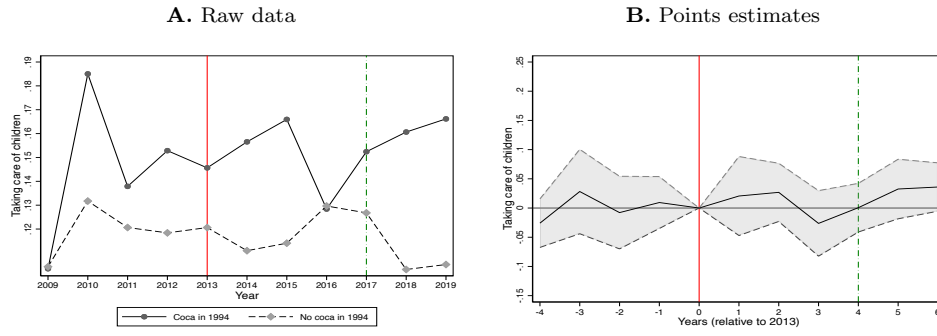 A. Raw data
Taking care of children
.19
.18
.17
.16
.15
.14
.13
.12
2009 2010 2011 2012 2013 2014 2015 2016 2017 2018 2019
Year
Coca in 1994 No coca in 1994
B. Points estimates
Taking care of children
.25
.2
.15
.1
.05
0
-.05
-.1
-.15
-4 -3 -2 -1 0 1 2 3 4 5 6
Years (relative to 2013)